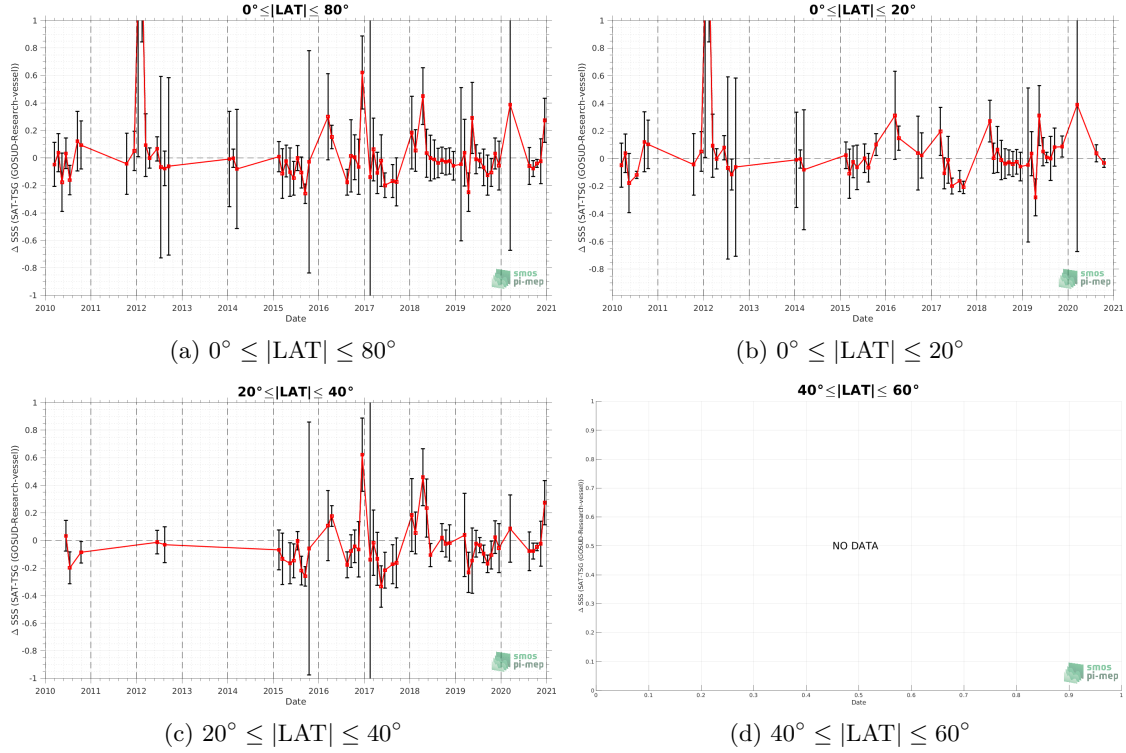 0°≤|LAT|≤ 80°
Δ SSS (SAT-TSG (GOSUD-Research-vessel))
1
0.8
0.6
0.4
0.2
0
-0.2
-0.4
-0.6
-0.8
-1
2010 2011 2012 2013 2014 2015 2016 2017 2018 2019 2020 2021
Date
smos
pi-mep
(a) 0° ≤ |LAT| ≤ 80°
0°≤|LAT|≤ 20°
Δ SSS (SAT-TSG (GOSUD-Research-vessel))
1
0.8
0.6
0.4
0.2
0
-0.2
-0.4
-0.6
-0.8
2010 2011 2012 2013 2014 2015 2016 2017 2018 2019 2020 2021
Date
smos
pi-mep
(b) 0° ≤ |LAT| ≤ 20°
20°≤|LAT|≤ 40°
Δ SSS (SAT-TSG (GOSUD-Research-vessel))
1
0.8
0.6
0.4
0.2
0
-0.2
-0.4
-0.6
-0.8
-1
2010 2011 2012 2013 2014 2015 2016 2017 2018 2019 2020 2021
Date
smos
pi-mep
(c) 20° ≤ |LAT| ≤ 40°
40°≤|LAT|≤ 60°
Δ SSS (SAT-TSG (GOSUD-Research-vessel))
1
0.9
0.8
0.7
0.6
0.5
0.4
0.3
0.2
0.1
0
NO DATA
0 0.1 0.2 0.3 0.4 0.5 0.6 0.7 0.8 0.9 1
Date
smos
pi-mep
(d) 40° ≤ |LAT| ≤ 60°